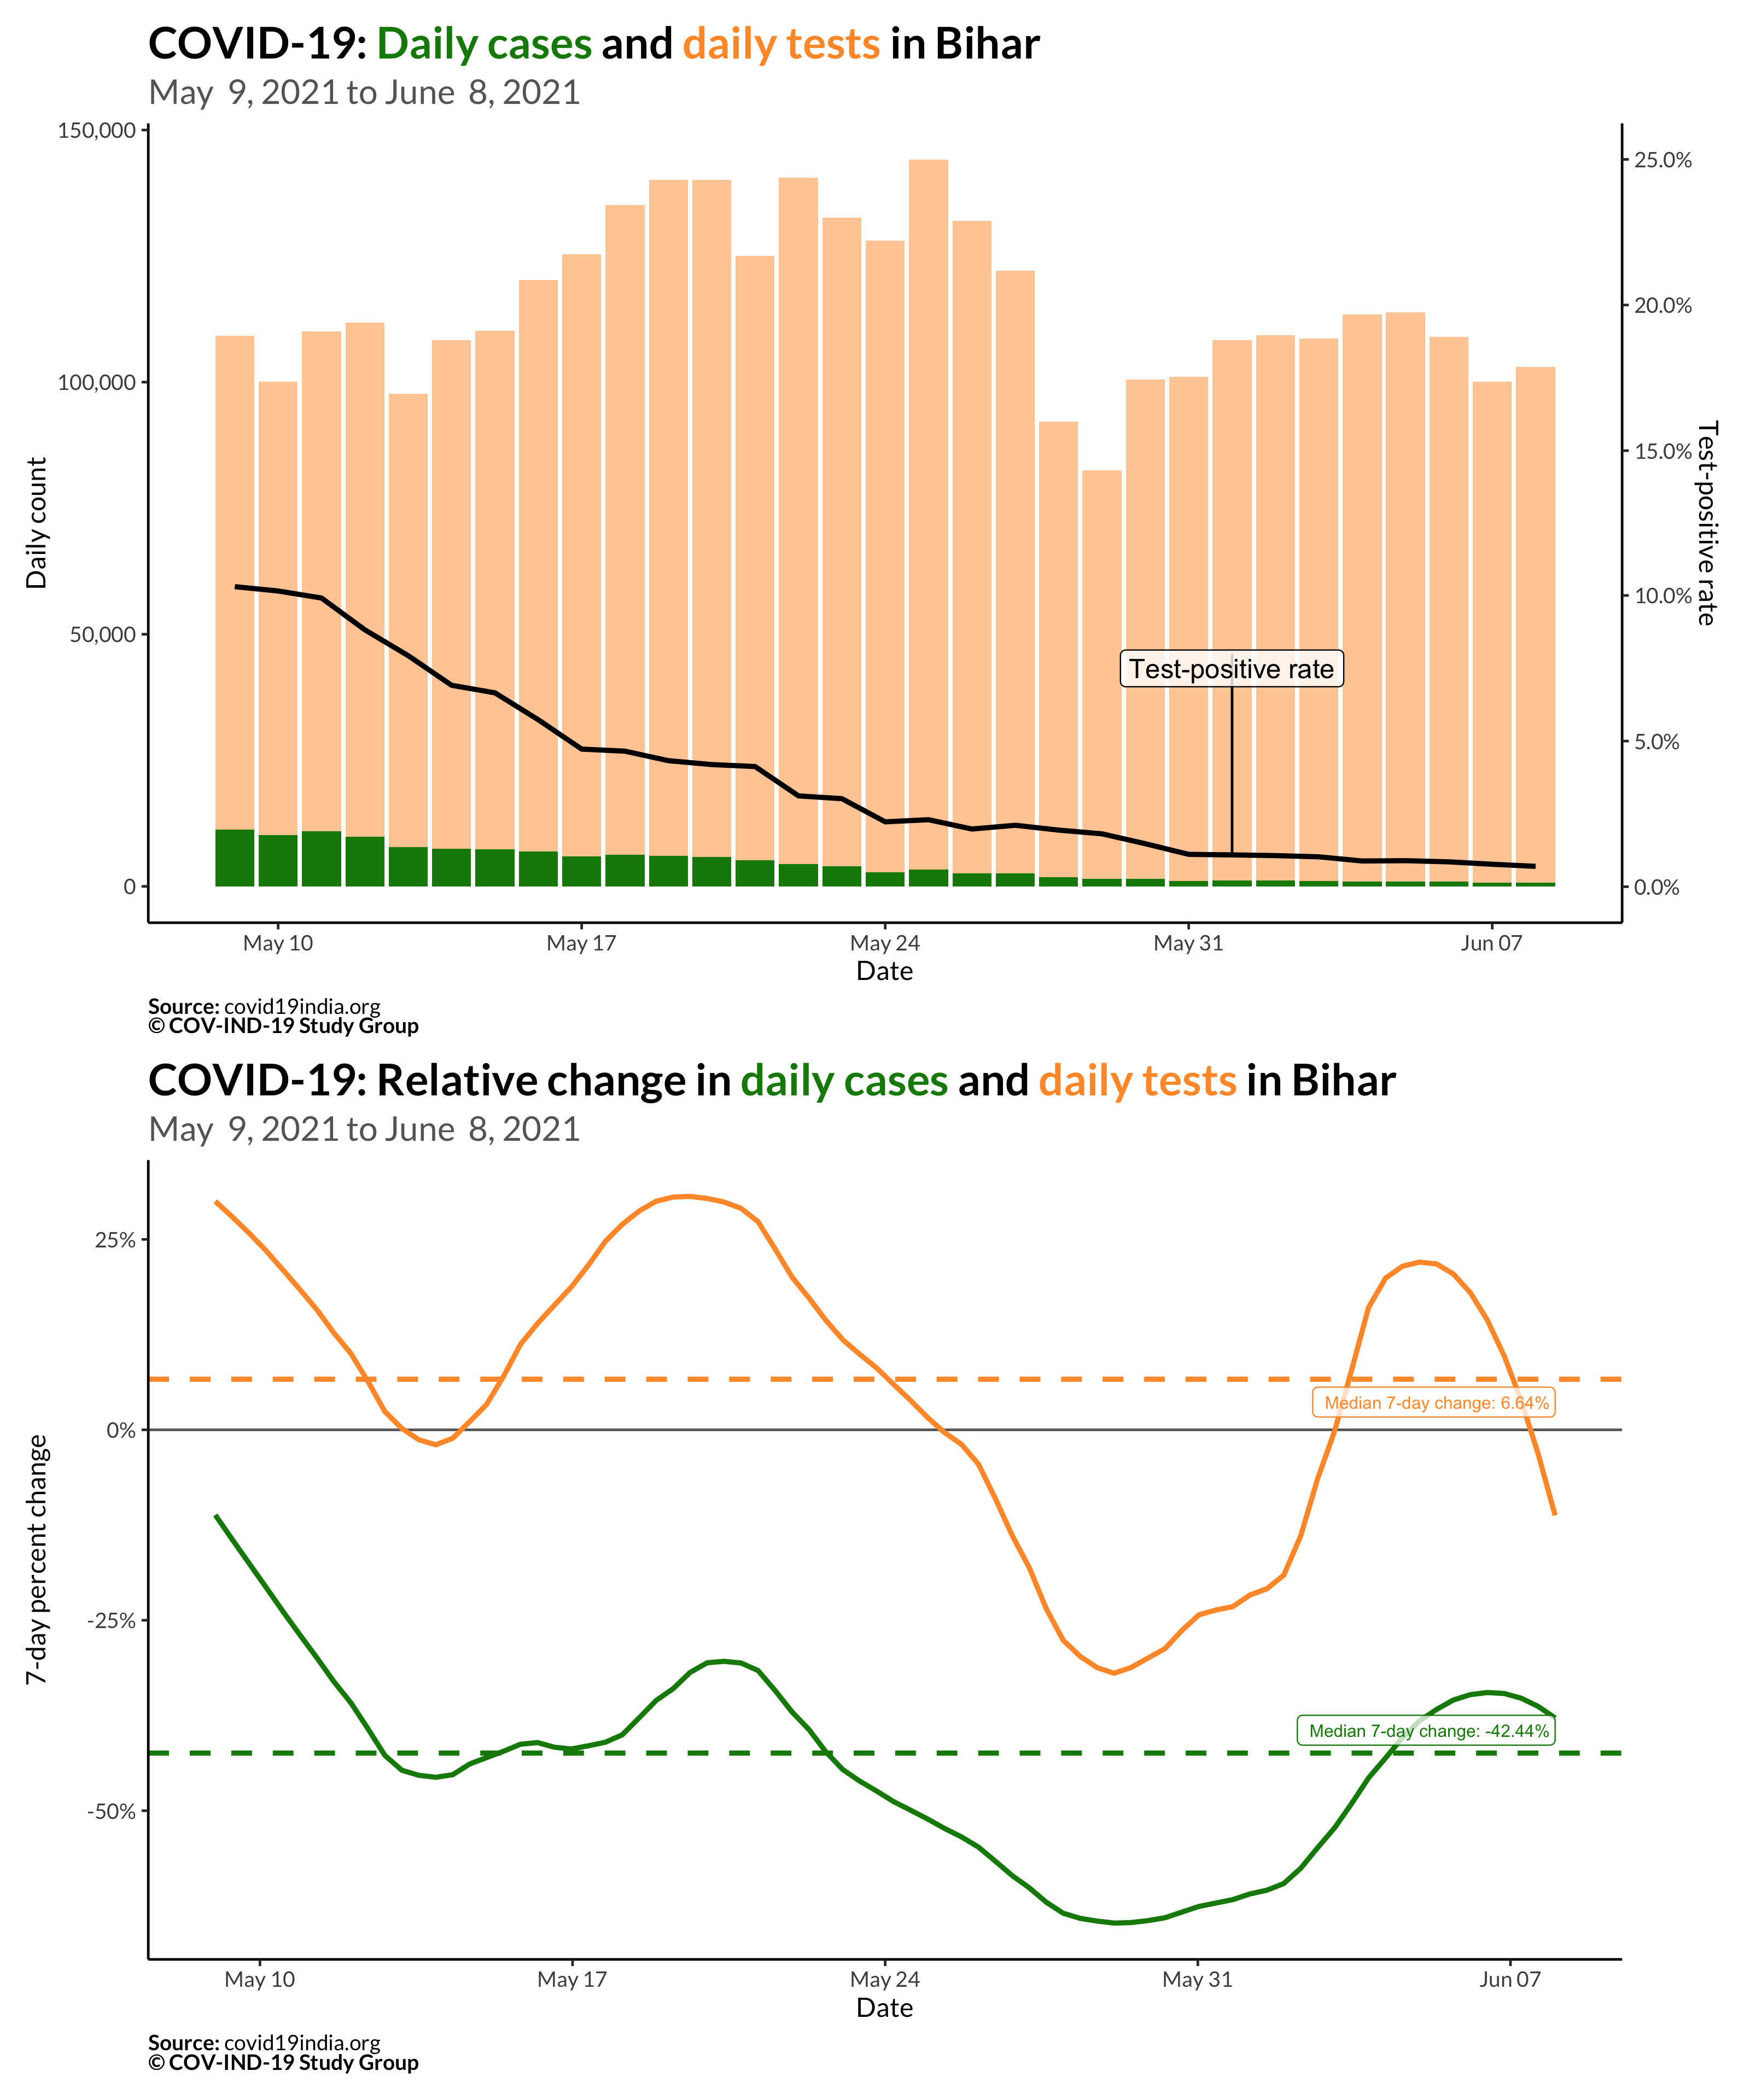 COVID-19: Daily cases and daily tests in Bihar
May 9, 2021 to June 8, 2021
150,000
100,000
50,000
0
Daily count
25.0%
20.0%
15.0%
10.0%
5.0%
0.0%
Test-positive rate
Test-positive rate
May 10
May 17
May 24
May 31
Jun 07
Date
Source: covid19india.org
© COV-IND-19 Study Group
COVID-19: Relative change in daily cases and daily tests in Bihar
May 9, 2021 to June 8, 2021
25%
0%
-25%
-50%
7-day percent change
Median 7-day change: 6.64%
Median 7-day change: -42.44%
May 10
May 17
May 24
May 31
Jun 07
Date
Source: covid19india.org
© COV-IND-19 Study Group